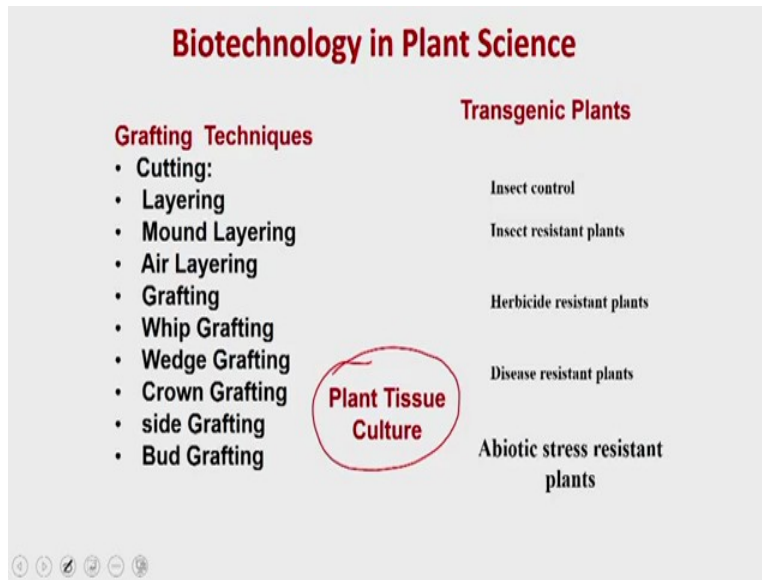 Biotechnology in Plant Science
Grafting Techniques
• Cutting:
• Layering
• Mound Layering
• Air Layering
• Grafting
• Whip Grafting
• Wedge Grafting
• Crown Grafting
• side Grafting
• Bud Grafting
Plant Tissue
Culture
Transgenic Plants
Insect control
Insect resistant plants
Herbicide resistant plants
Disease resistant plants
Abiotic stress resistant
plants